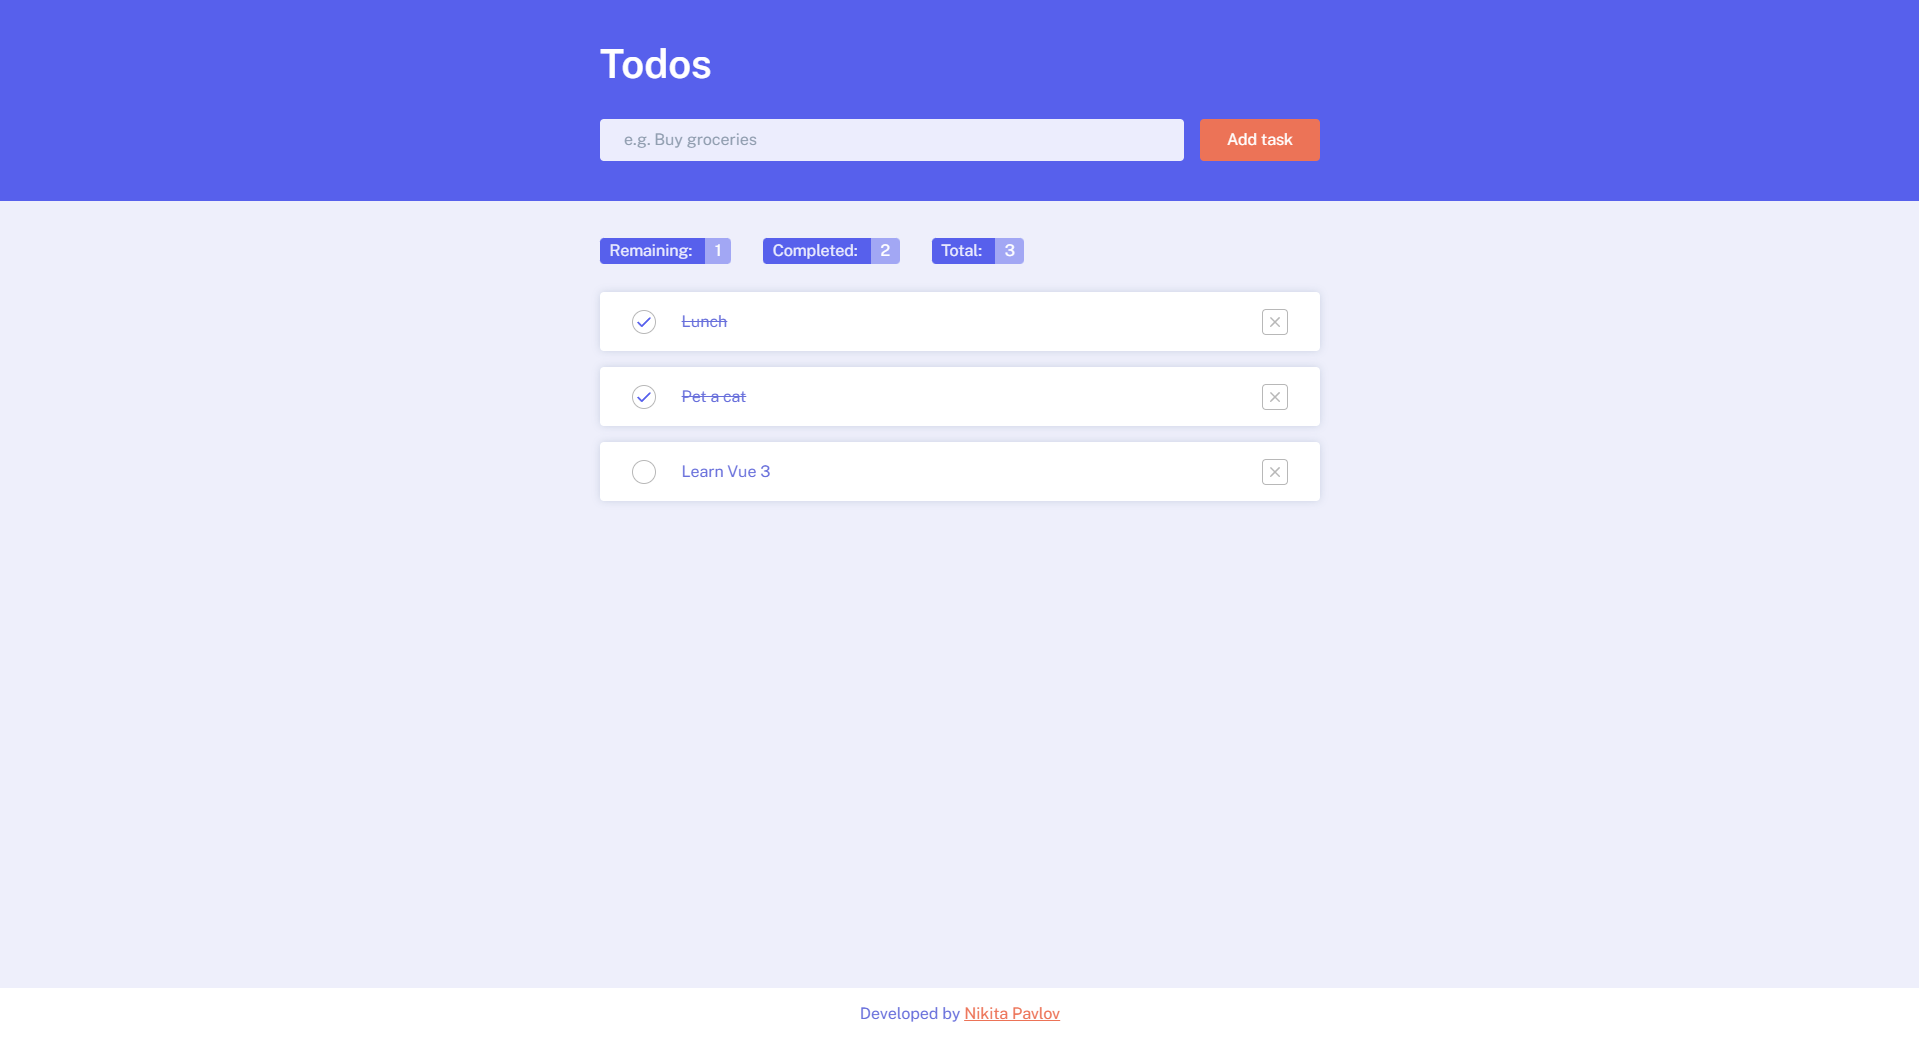 Todos
e.g. Buy groceries
Add task
Remaining: 1
Completed: 2
Total: 3
Lunch
Pet a cat
Learn Vue 3
Developed by Nikita Pavlov